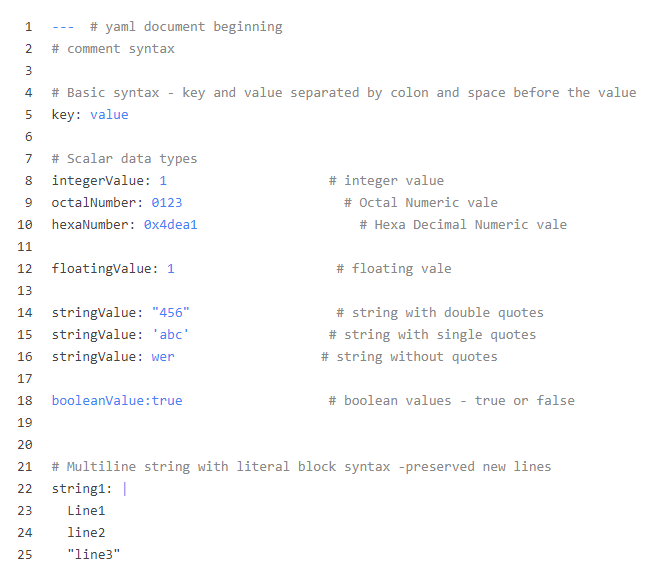 1 --- # yaml document beginning
2 # comment syntax
3
4 # Basic syntax - key and value separated by colon and space before the value
5 key: value
6
7 # Scalar data types
8 integerValue: 1 # integer value
9 octalNumber: 0123 # Octal Numeric vale
10 hexaNumber: 0x4dea1 # Hexa Decimal Numeric vale
11
12 floatingValue: 1 # floating vale
13
14 stringValue: "456" # string with double quotes
15 stringValue: 'abc' # string with single quotes
16 stringValue: wer # string without quotes
17
18 booleanValue:true # boolean values - true or false
19
20
21 # Multiline string with literal block syntax -preserved new lines
22 string1: |
23 Line1
24 line2
25 "line3"